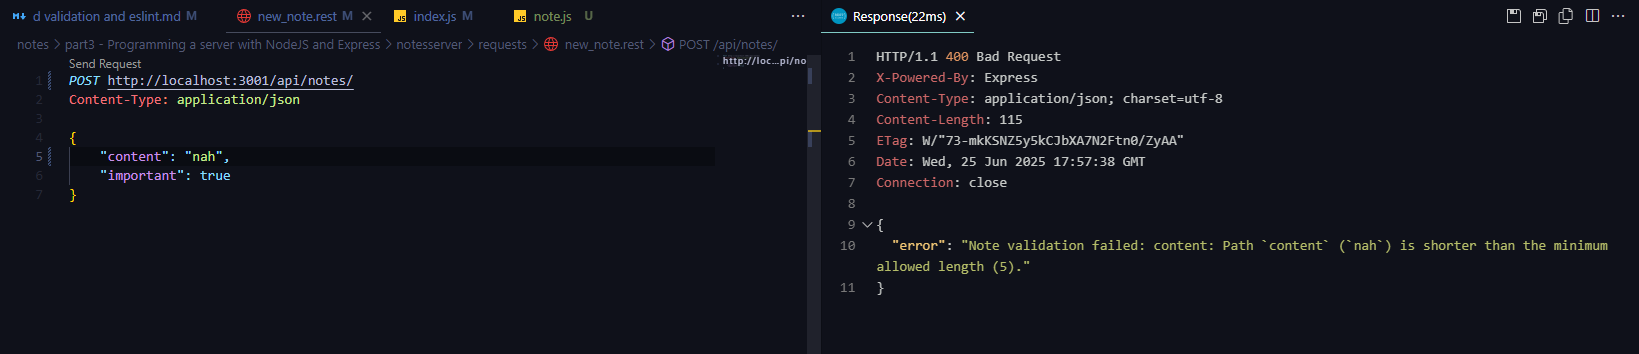 d validation and eslint.md M
new_note.rest M
JS index.js M
JS note.js U
Response(22ms)
notes > part3 - Programming a server with NodeJS and Express > notesserver > requests > new_note.rest > POST /api/notes/
Send Request
1 POST http://localhost:3001/api/notes/
2 Content-Type: application/json
3
4 {
5 "content": "nah",
6 "important": true
7 }
http://loc...pi/no
1 HTTP/1.1 400 Bad Request
2 X-Powered-By: Express
3 Content-Type: application/json; charset=utf-8
4 Content-Length: 115
5 ETag: W/"73-mkKSNZ5y5kCJbXA7N2Ftn0/ZyAA"
6 Date: Wed, 25 Jun 2025 17:57:38 GMT
7 Connection: close
8
9 {
10 "error": "Note validation failed: content: Path `content` (`nah`) is shorter than the minimum
allowed length (5)."
11 }